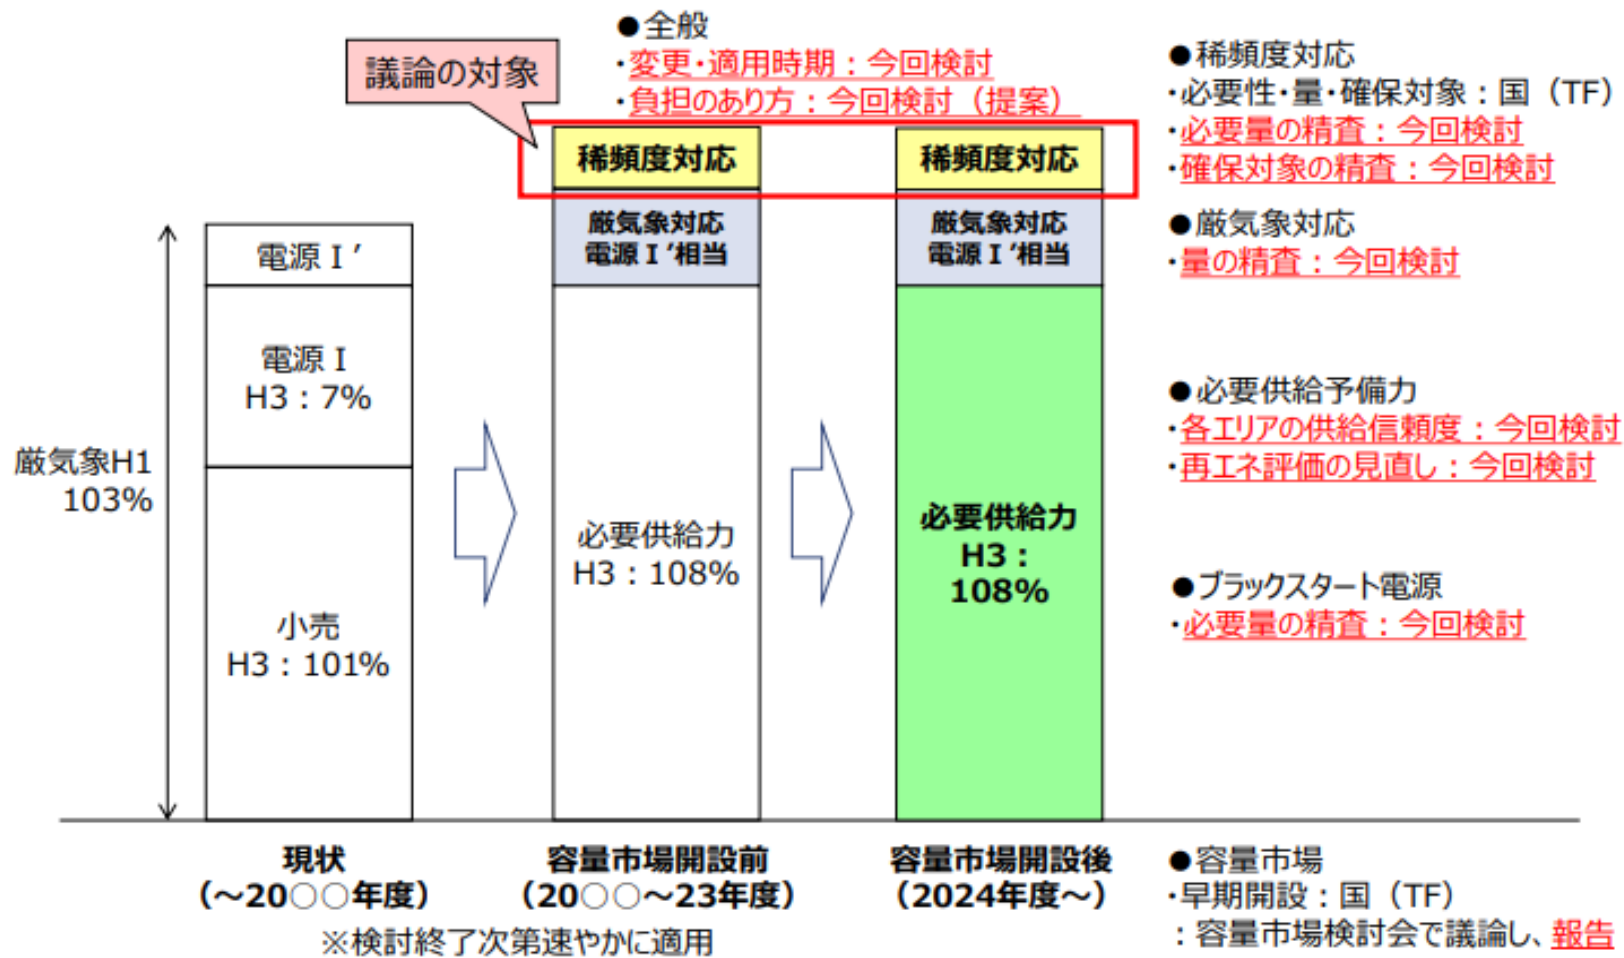 ●全般
・変更・適用時期：今回検討
・負担のあり方：今回検討（提案）
議論の対象
稀頻度対応
稀頻度対応
厳気象対応
電源Ⅰ′相当
厳気象対応
電源Ⅰ′相当
電源Ⅰ′
電源Ⅰ
H3：7%
小売
H3：101%
厳気象H1
103%
必要供給力
H3：108%
必要供給力
H3：
108%
●稀頻度対応
・必要性・量・確保対象：国（TF）
・必要量の精査：今回検討
・確保対象の精査：今回検討
●厳気象対応
・量の精査：今回検討
●必要供給予備力
・各エリアの供給信頼度：今回検討
・再エネ評価の見直し：今回検討
●ブラックスタート電源
・必要量の精査：今回検討
現状
（～20○○年度）
容量市場開設前
（20○○～23年度）
容量市場開設後
（2024年度～）
※検討終了次第速やかに適用
●容量市場
・早期開設：国（TF）
：容量市場検討会で議論し、報告